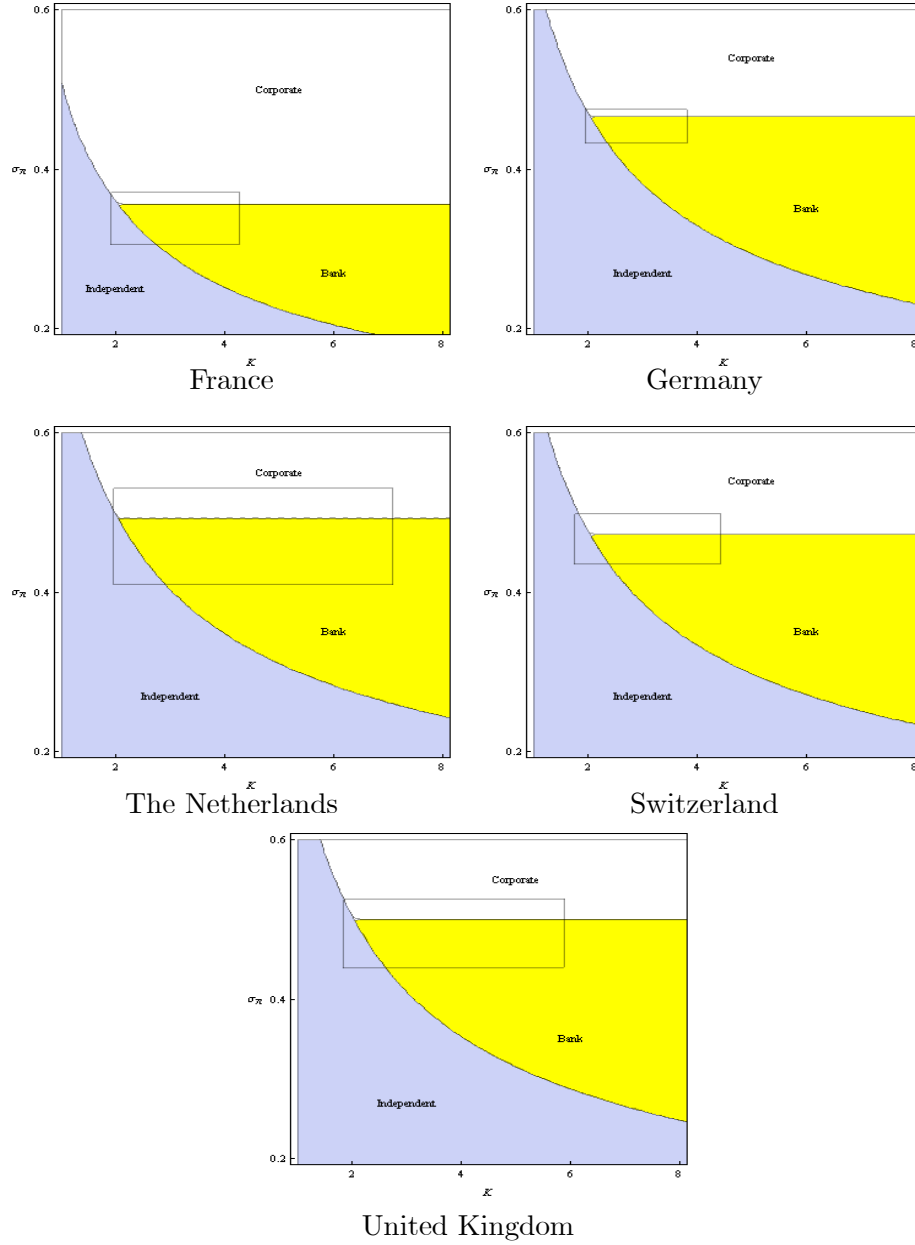 0.6
Corporate
σπ 0.4
Bank
Independent
0.2
2 4 6 8
K
France
0.6
Corporate
σπ 0.4
Bank
Independent
0.2
2 4 6 8
K
Germany
0.6
Corporate
σπ 0.4
Bank
Independent
0.2
2 4 6 8
K
The Netherlands
0.6
Corporate
σπ 0.4
Bank
Independent
0.2
2 4 6 8
K
Switzerland
0.6
Corporate
σπ 0.4
Bank
Independent
0.2
2 4 6 8
K
United Kingdom